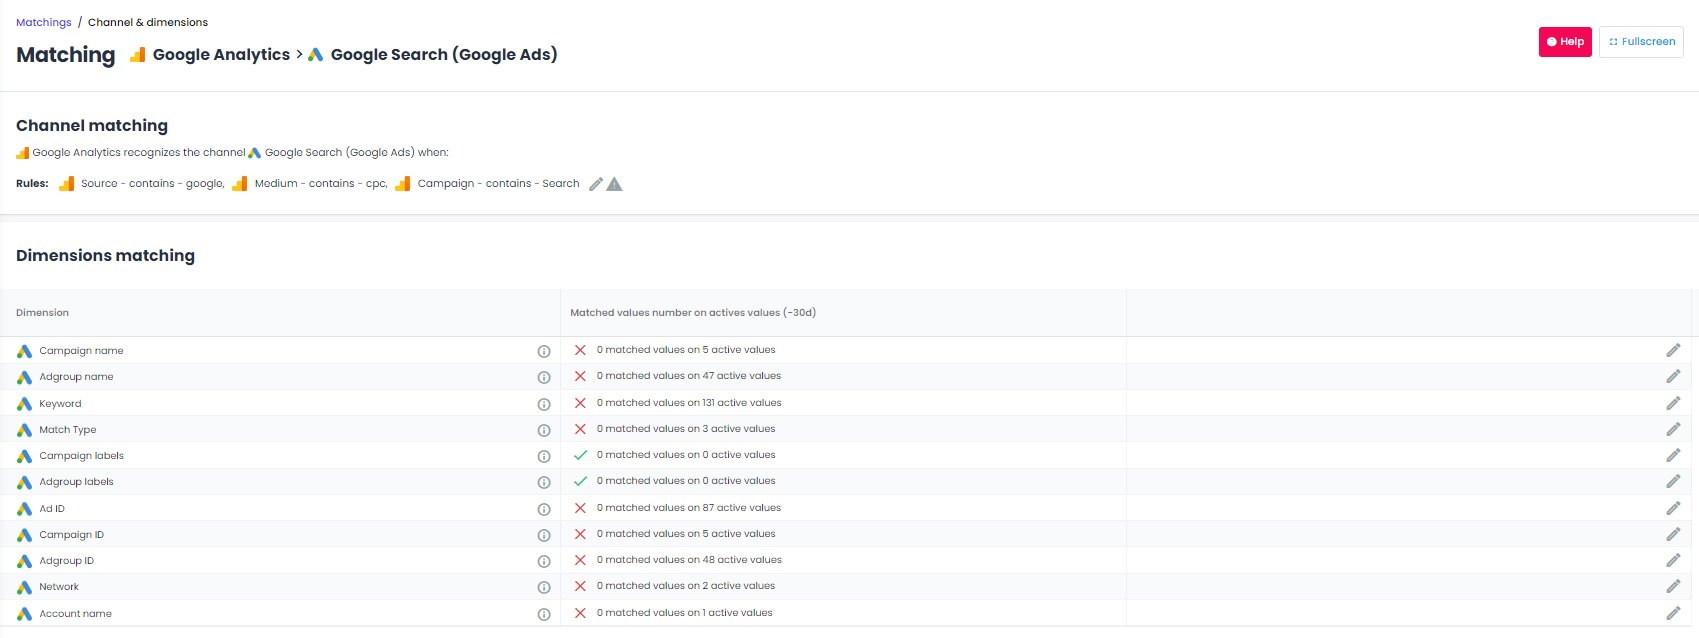 Matchings / Channel & dimensions
Matching Google Analytics > Google Search (Google Ads)
Help
Fullscreen
Channel matching
Google Analytics recognizes the channel Google Search (Google Ads) when:
Rules: Source - contains - google, Medium - contains - cpc, Campaign - contains - Search
Dimensions matching
Dimension Matched values number on actives values (-30d)
Campaign name 0 matched values on 5 active values
Adgroup name 0 matched values on 47 active values
Keyword 0 matched values on 131 active values
Match Type 0 matched values on 3 active values
Campaign labels 0 matched values on 0 active values
Adgroup labels 0 matched values on 0 active values
Ad ID 0 matched values on 87 active values
Campaign ID 0 matched values on 5 active values
Adgroup ID 0 matched values on 48 active values
Network 0 matched values on 2 active values
Account name 0 matched values on 1 active values